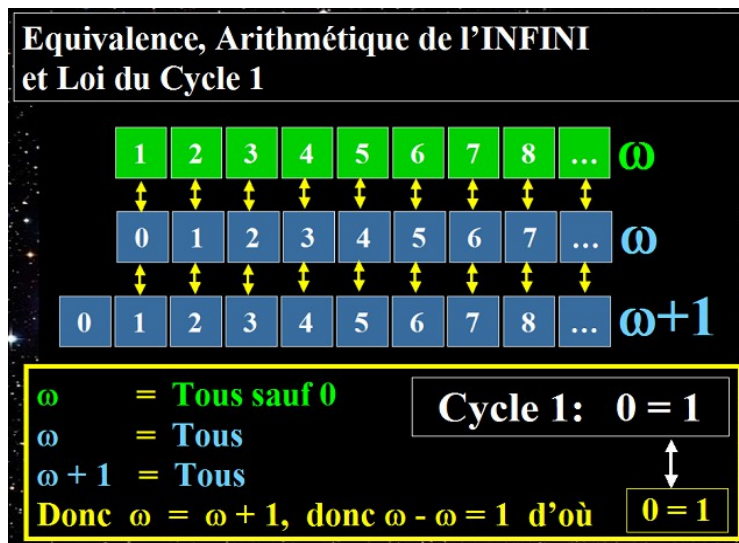 Equivalence, Arithmétique de l'INFINI
et Loi du Cycle 1
1 2 3 4 5 6 7 8 ... ω
0 1 2 3 4 5 6 7 ... ω
0 1 2 3 4 5 6 7 8 ... ω+1
ω = Tous sauf 0
ω = Tous
ω + 1 = Tous
Cycle 1: 0 = 1
Donc ω = ω + 1, donc ω - ω = 1 d'où 0 = 1